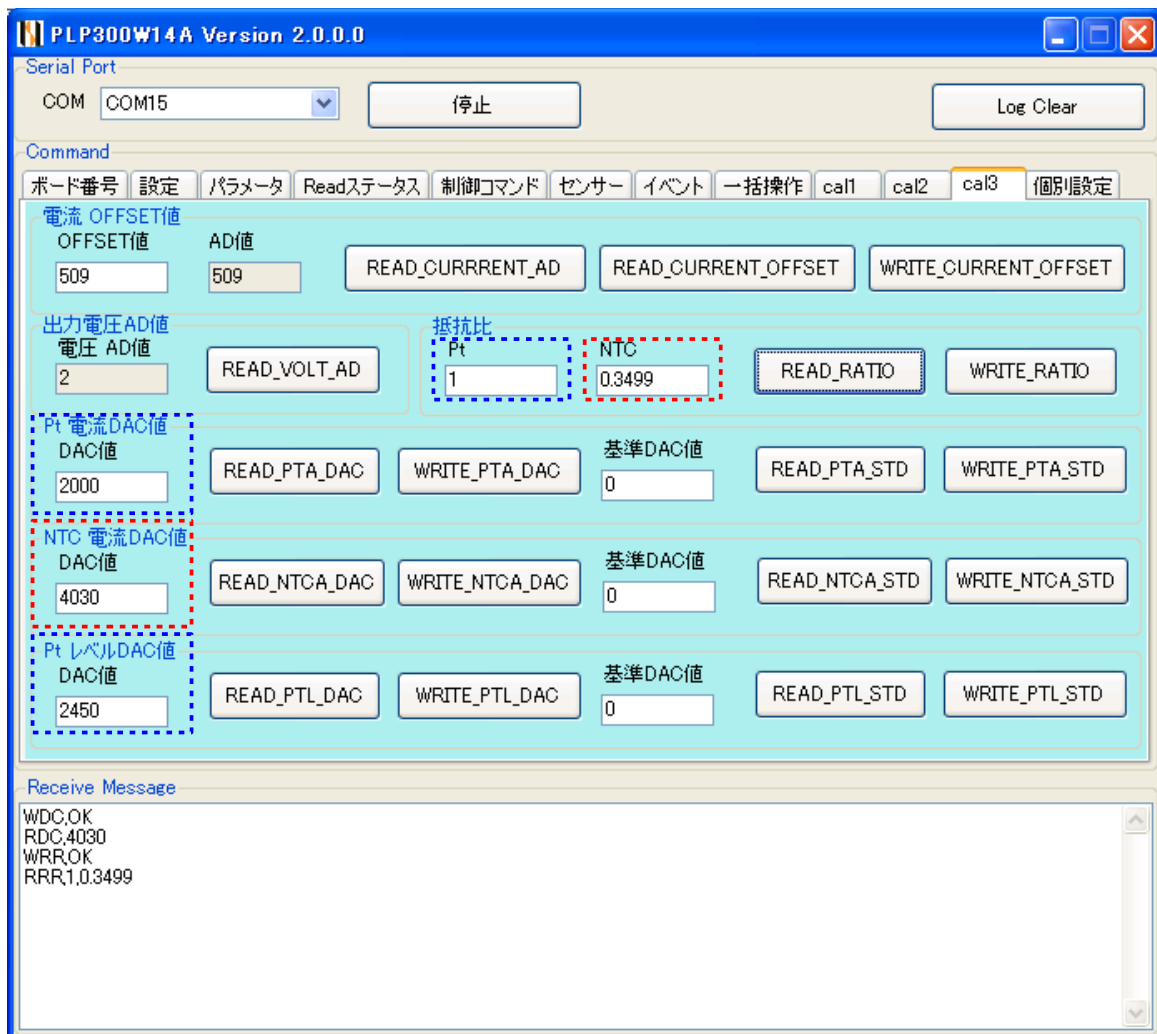 PLP300W14A Version 2.0.0.0
Serial Port
COM COM15 停止 Log Clear
Command
ボード番号 設定 パラメータ Readステータス 制御コマンド センサー イベント 一括操作 cal1 cal2 cal3 個別設定
電流 OFFSET値
OFFSET値 AD値
509 509 READ_CURRRENT_AD READ_CURRENT_OFFSET WRITE_CURRENT_OFFSET
出力電圧AD値 抵抗比
電圧 AD値 Pt NTC
2 READ_VOLT_AD 1 0.3499 READ_RATIO WRITE_RATIO
Pt 電流DAC値
DAC値 基準DAC値
2000 READ_PTA_DAC WRITE_PTA_DAC 0 READ_PTA_STD WRITE_PTA_STD
NTC 電流DAC値
DAC値 基準DAC値
4030 READ_NTCA_DAC WRITE_NTCA_DAC 0 READ_NTCA_STD WRITE_NTCA_STD
Pt レベルDAC値
DAC値 基準DAC値
2450 READ_PTL_DAC WRITE_PTL_DAC 0 READ_PTL_STD WRITE_PTL_STD
Receive Message
WDC,OK
RDC,4030
WRR,OK
RRR,1,0.3499